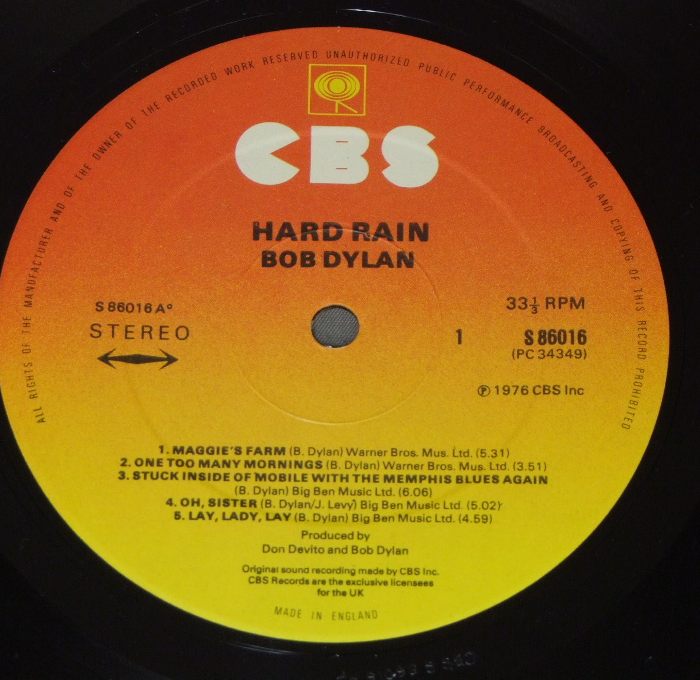 ALL RIGHTS OF THE MANUFACTURER AND OF THE OWNER OF THE RECORDED WORK RESERVED UNAUTHORIZED PUBLIC PERFORMANCE BROADCASTING AND COPYING OF THIS RECORD PROHIBITED
CBS
HARD RAIN
BOB DYLAN
S 86016 A°
STEREO
33⅓ RPM
1 S 86016
(PC 34349)
℗ 1976 CBS Inc
1. MAGGIE'S FARM (B. Dylan) Warner Bros. Mus. Ltd. (5.31)
2. ONE TOO MANY MORNINGS (B. Dylan) Warner Bros. Mus. Ltd. (3.51)
3. STUCK INSIDE OF MOBILE WITH THE MEMPHIS BLUES AGAIN
(B. Dylan) Big Ben Music Ltd. (6.06)
4. OH, SISTER (B. Dylan/J. Levy) Big Ben Music Ltd. (5.02)
5. LAY, LADY, LAY (B. Dylan) Big Ben Music Ltd. (4.59)
Produced by
Don Devito and Bob Dylan
Original sound recording made by CBS Inc.
CBS Records are the exclusive licensees
for the UK
MADE IN ENGLAND